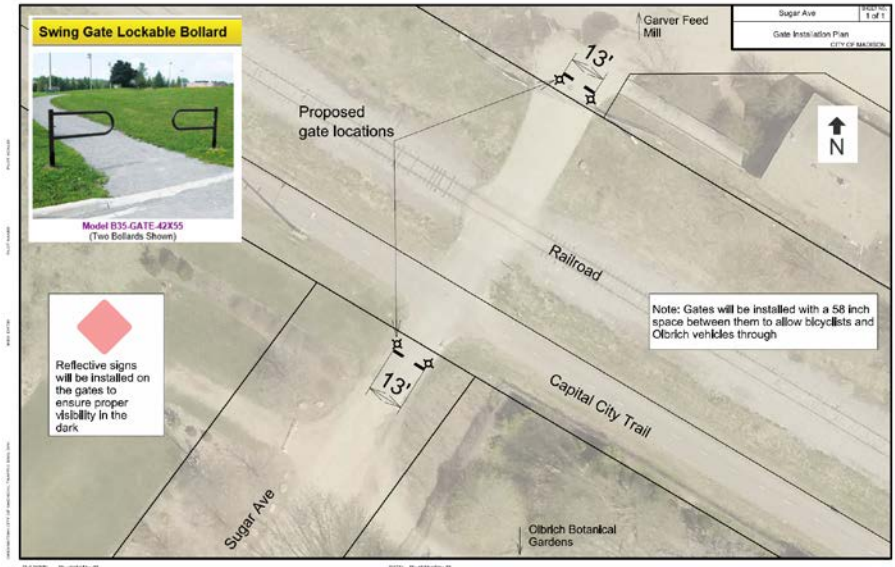 Swing Gate Lockable Bollard
Model B35-GATE-42X55
(Two Bollards Shown)
Proposed
gate locations
13'
Garver Feed
Mill
Sugar Ave
SHEET NO.
1 of 1
Gate Installation Plan
CITY OF MADISON
N
Railroad
Note: Gates will be installed with a 58 inch
space between them to allow bicyclists and
Olbrich vehicles through
Reflective signs
will be installed on
the gates to
ensure proper
visibility in the
dark
13'
Capital City Trail
Sugar Ave
Olbrich Botanical
Gardens